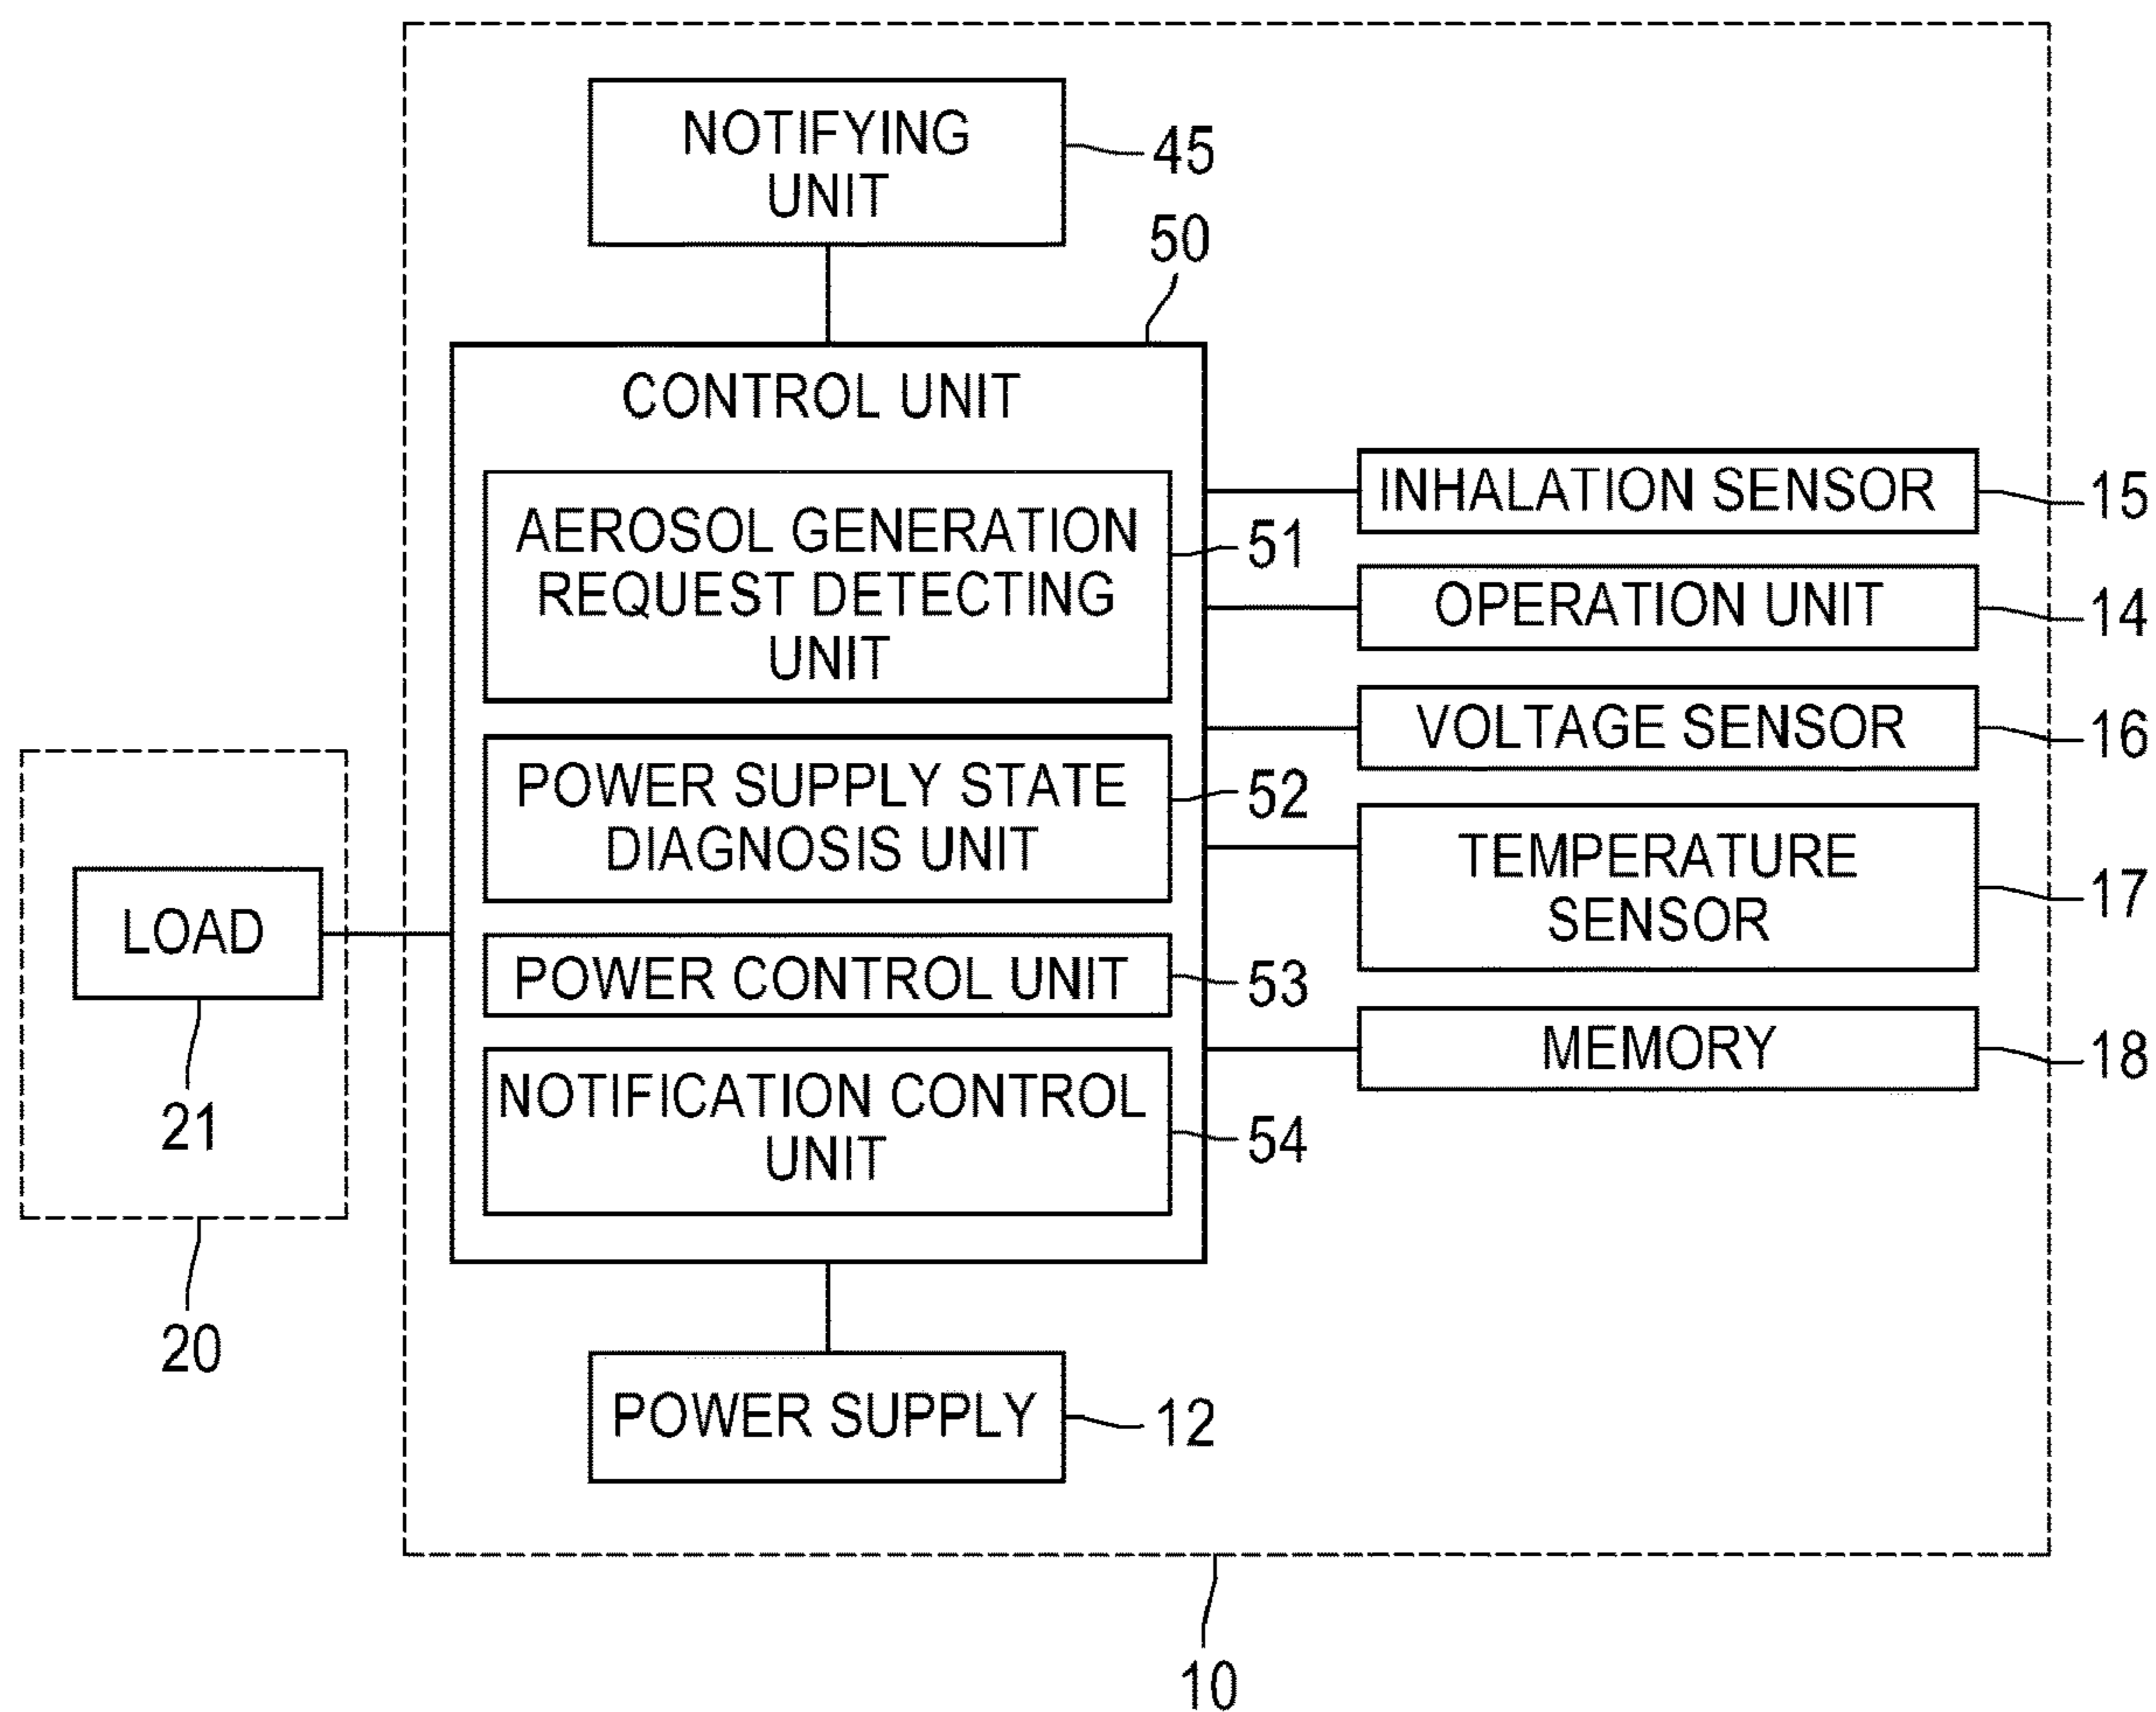 NOTIFYING
UNIT
45
50
CONTROL UNIT
AEROSOL GENERATION
REQUEST DETECTING
UNIT
51
POWER SUPPLY STATE
DIAGNOSIS UNIT
52
POWER CONTROL UNIT
53
NOTIFICATION CONTROL
UNIT
54
INHALATION SENSOR
15
OPERATION UNIT
14
VOLTAGE SENSOR
16
TEMPERATURE
SENSOR
17
MEMORY
18
LOAD
21
20
POWER SUPPLY
12
10